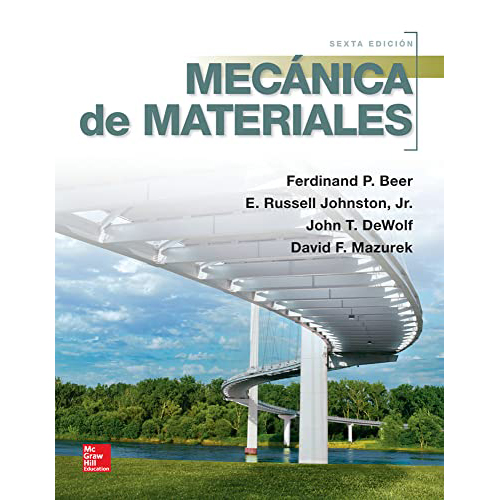 SEXTA EDICIÓN
MECÁNICA
de MATERIALES
Ferdinand P. Beer
E. Russell Johnston, Jr.
John T. DeWolf
David F. Mazurek
Mc
Graw
Hill
Education